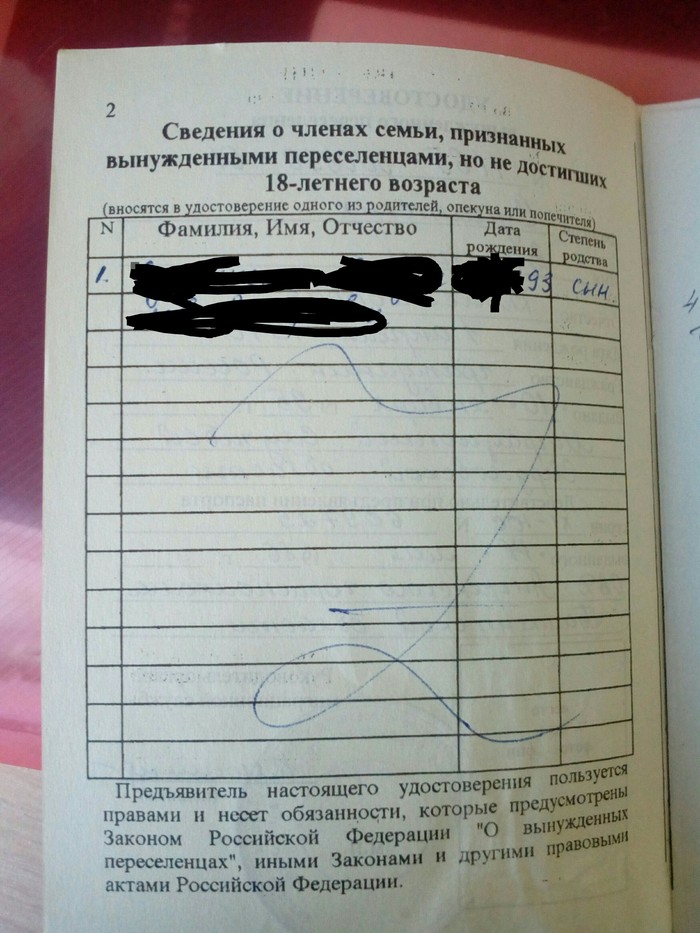 2
Сведения о членах семьи, признанных
вынужденными переселенцами, но не достигших
18-летнего возраста
(вносятся в удостоверение одного из родителей, опекуна или попечителя)
N Фамилия, Имя, Отчество Дата рождения Степень родства
1. 93 сын.
Предъявитель настоящего удостоверения пользуется
правами и несет обязанности, которые предусмотрены
Законом Российской Федерации "О вынужденных
переселенцах", иными Законами и другими правовыми
актами Российской Федерации.